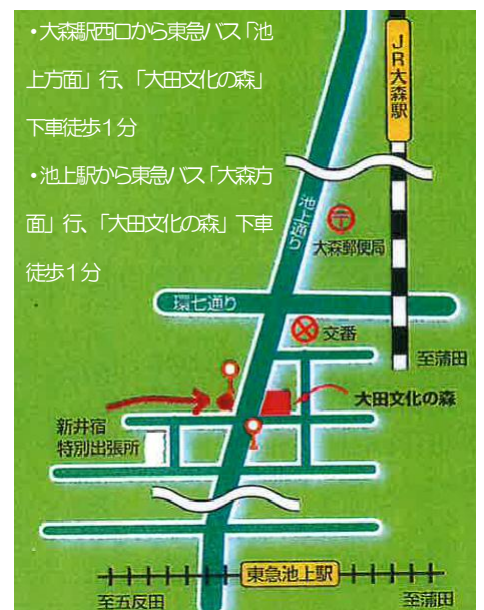 ・大森駅西口から東急バス「池
上方面」行、「大田文化の森」
下車徒歩1分
・池上駅から東急バス「大森方
面」行、「大田文化の森」下車
徒歩1分
JR大森駅
池上通り
大森郵便局
環七通り
交番
至蒲田
大田文化の森
新井宿
特別出張所
東急池上駅
至五反田
至蒲田